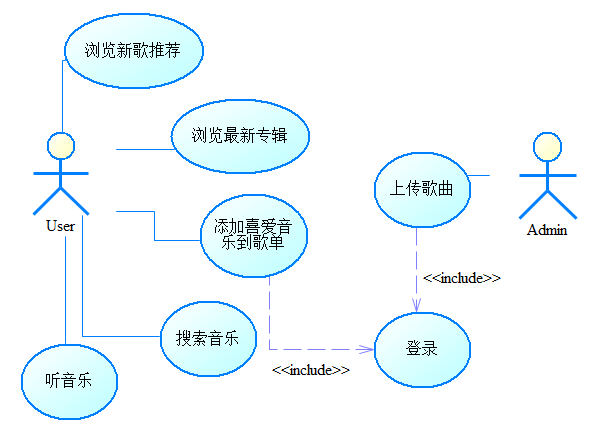 浏览新歌推荐
浏览最新专辑
上传歌曲
User
添加喜爱音
乐到歌单
Admin
<<include>>
搜索音乐
登录
<<include>>
听音乐